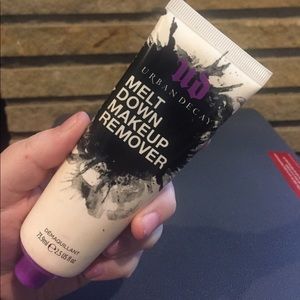 ud
URBAN DECAY
MELT
DOWN
MAKEUP
REMOVER
DÉMAQUILLANT